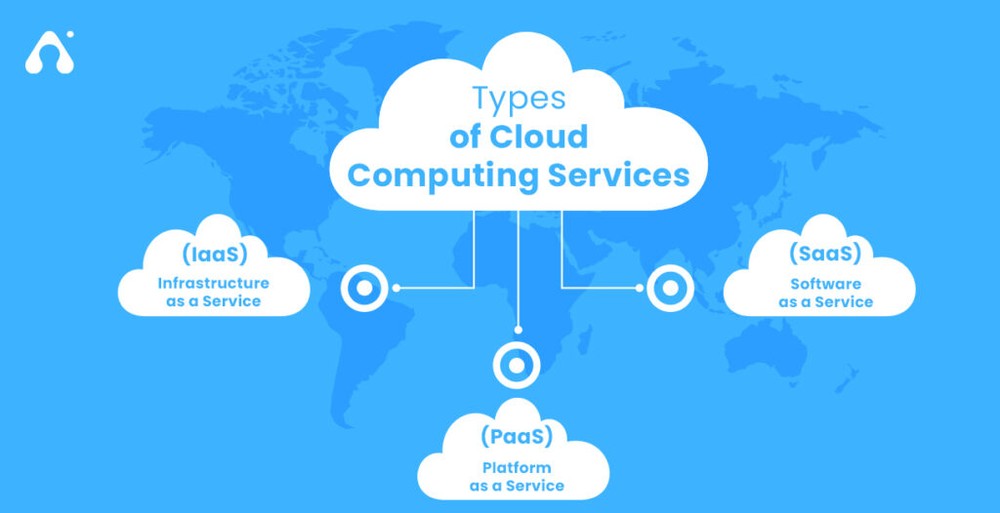 Types
of Cloud
Computing Services
(IaaS)
Infrastructure
as a Service
(SaaS)
Software
as a Service
(PaaS)
Platform
as a Service